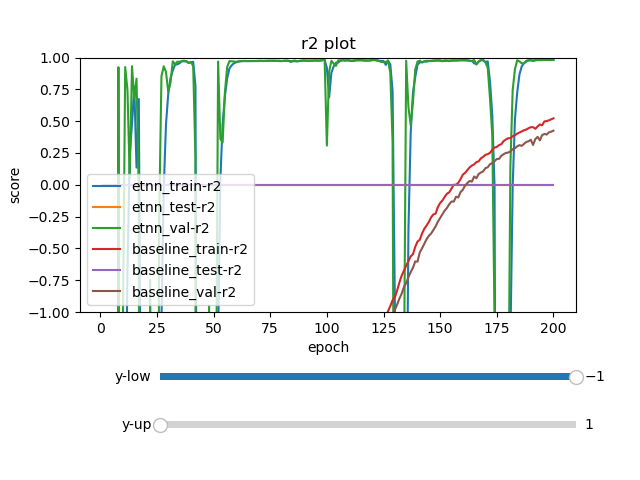 r2 plot
1.00
0.75
0.50
0.25
0.00
−0.25
−0.50
−0.75
−1.00
score
etnn_train-r2
etnn_test-r2
etnn_val-r2
baseline_train-r2
baseline_test-r2
baseline_val-r2
0 25 50 75 100 125 150 175 200
epoch
y-low −1
y-up 1